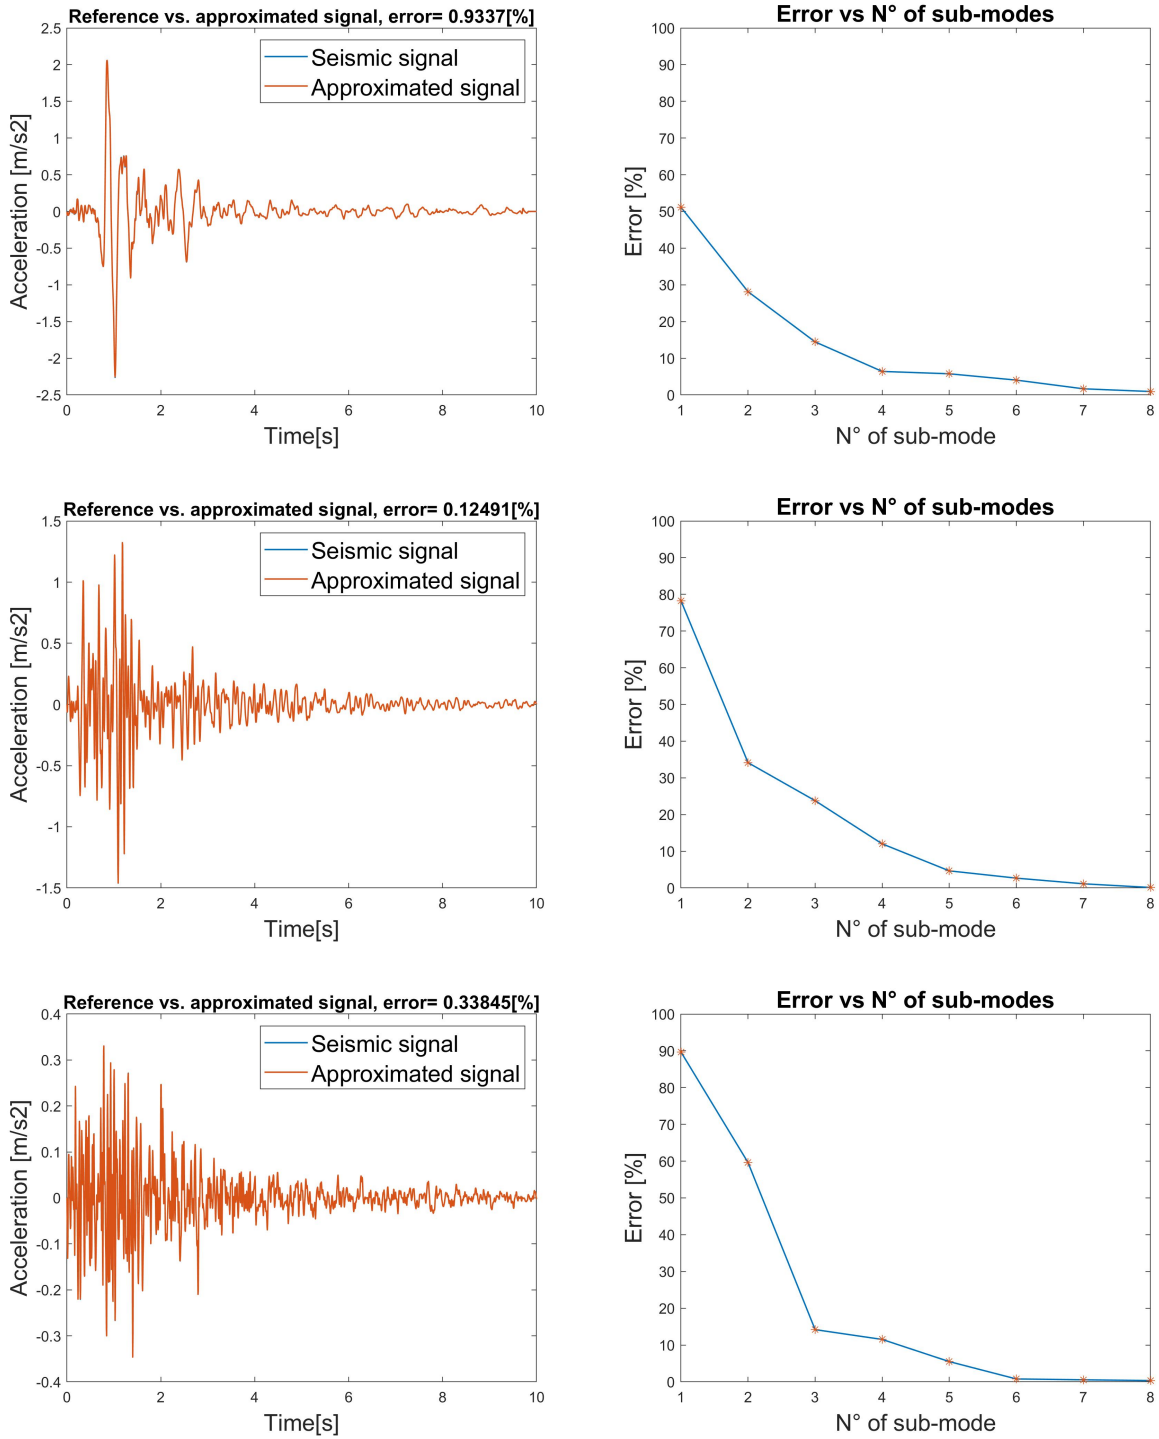 Reference vs. approximated signal, error= 0.9337[%]
Seismic signal
Approximated signal
Acceleration [m/s2]
2.5
2
1.5
1
0.5
0
-0.5
-1
-1.5
-2
-2.5
0 2 4 6 8 10
Time[s]
Error vs N° of sub-modes
Error [%]
100
90
80
70
60
50
40
30
20
10
0
1 2 3 4 5 6 7 8
N° of sub-mode
Reference vs. approximated signal, error= 0.12491[%]
Seismic signal
Approximated signal
Acceleration [m/s2]
1.5
1
0.5
0
-0.5
-1
-1.5
0 2 4 6 8 10
Time[s]
Error vs N° of sub-modes
Error [%]
100
90
80
70
60
50
40
30
20
10
0
1 2 3 4 5 6 7 8
N° of sub-mode
Reference vs. approximated signal, error= 0.33845[%]
Seismic signal
Approximated signal
Acceleration [m/s2]
0.4
0.3
0.2
0.1
0
-0.1
-0.2
-0.3
-0.4
0 2 4 6 8 10
Time[s]
Error vs N° of sub-modes
Error [%]
100
90
80
70
60
50
40
30
20
10
0
1 2 3 4 5 6 7 8
N° of sub-mode